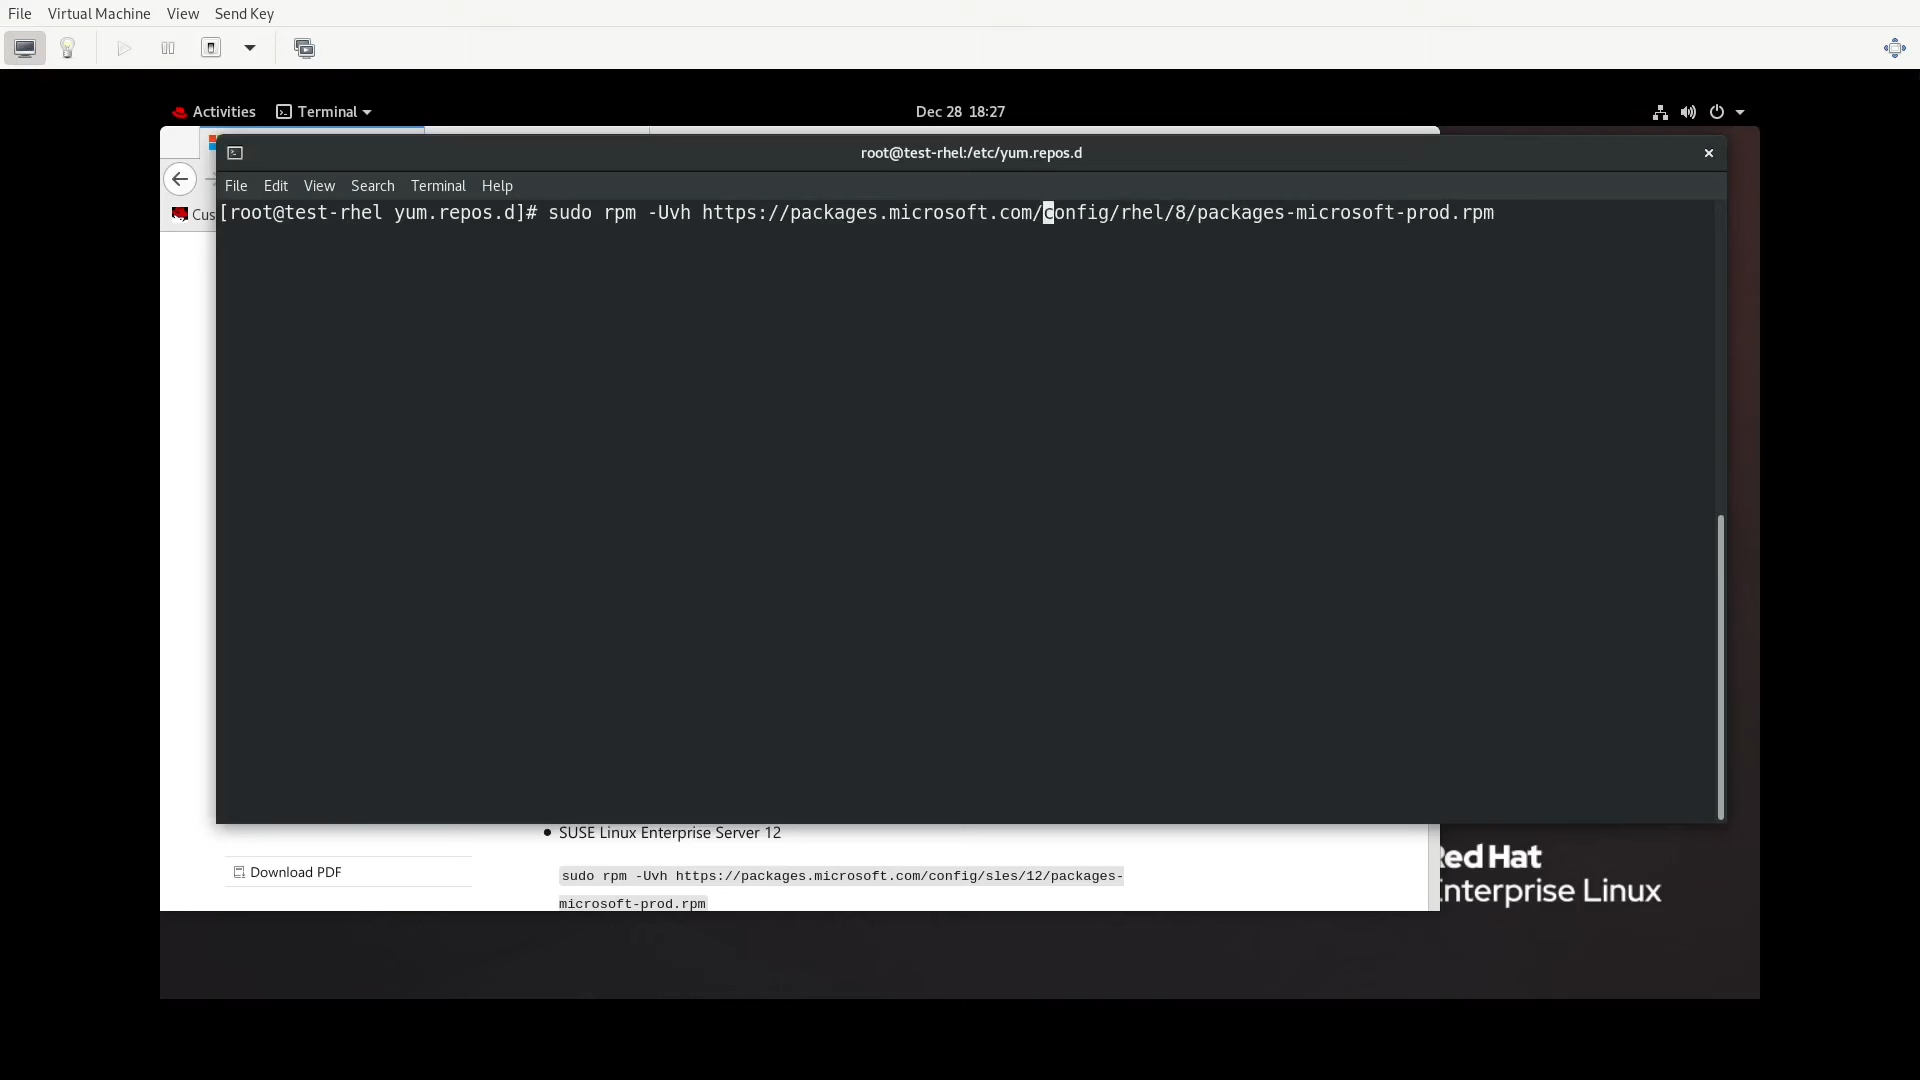 File Virtual Machine View Send Key
Activities Terminal Dec 28 18:27
root@test-rhel:/etc/yum.repos.d
File Edit View Search Terminal Help
Cus
[root@test-rhel yum.repos.d]# sudo rpm -Uvh https://packages.microsoft.com/config/rhel/8/packages-microsoft-prod.rpm
SUSE Linux Enterprise Server 12
Download PDF
sudo rpm -Uvh https://packages.microsoft.com/config/sles/12/packages-
microsoft-prod.rpm
Red Hat
Enterprise Linux